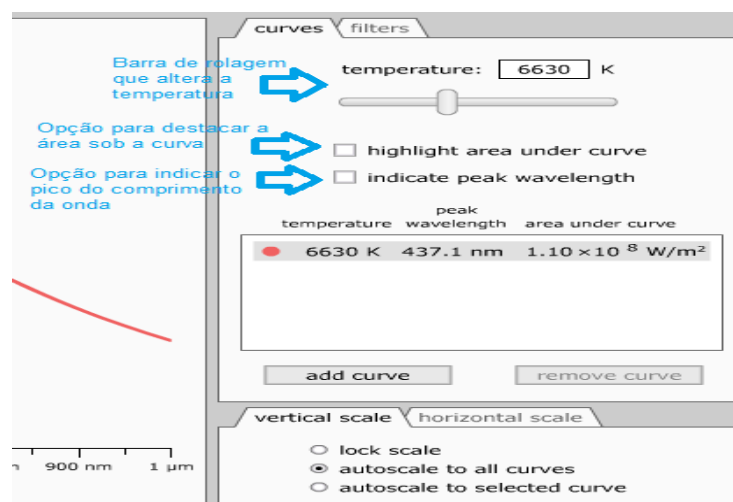 curves filters
Barra de rolagem
que altera a
temperatura
temperature: 6630 K
Opção para destacar a
área sob a curva
highlight area under curve
Opção para indicar o
pico do comprimento
da onda
indicate peak wavelength
peak
temperature wavelength area under curve
6630 K 437.1 nm 1.10×10⁸ W/m²
add curve remove curve
vertical scale horizontal scale
lock scale
autoscale to all curves
autoscale to selected curve
900 nm 1 μm